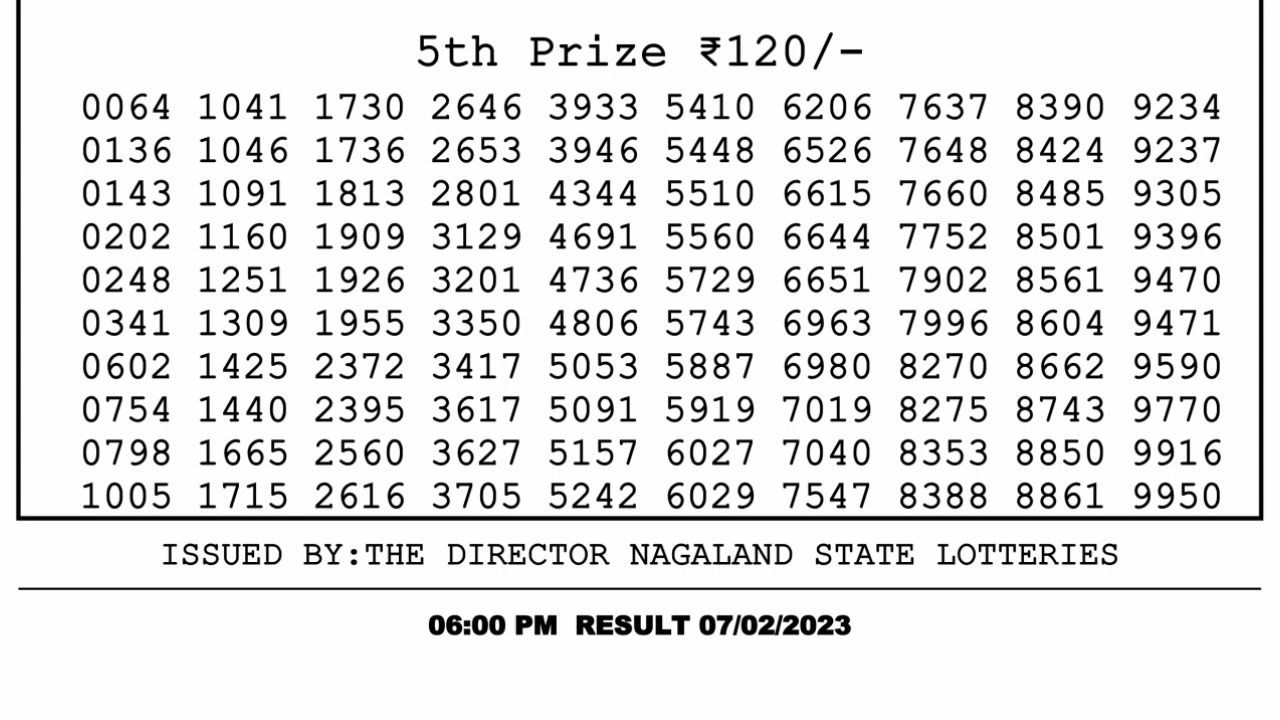 5th Prize ₹120/-
0064 1041 1730 2646 3933 5410 6206 7637 8390 9234
0136 1046 1736 2653 3946 5448 6526 7648 8424 9237
0143 1091 1813 2801 4344 5510 6615 7660 8485 9305
0202 1160 1909 3129 4691 5560 6644 7752 8501 9396
0248 1251 1926 3201 4736 5729 6651 7902 8561 9470
0341 1309 1955 3350 4806 5743 6963 7996 8604 9471
0602 1425 2372 3417 5053 5887 6980 8270 8662 9590
0754 1440 2395 3617 5091 5919 7019 8275 8743 9770
0798 1665 2560 3627 5157 6027 7040 8353 8850 9916
1005 1715 2616 3705 5242 6029 7547 8388 8861 9950
ISSUED BY:THE DIRECTOR NAGALAND STATE LOTTERIES
06:00 PM RESULT 07/02/2023